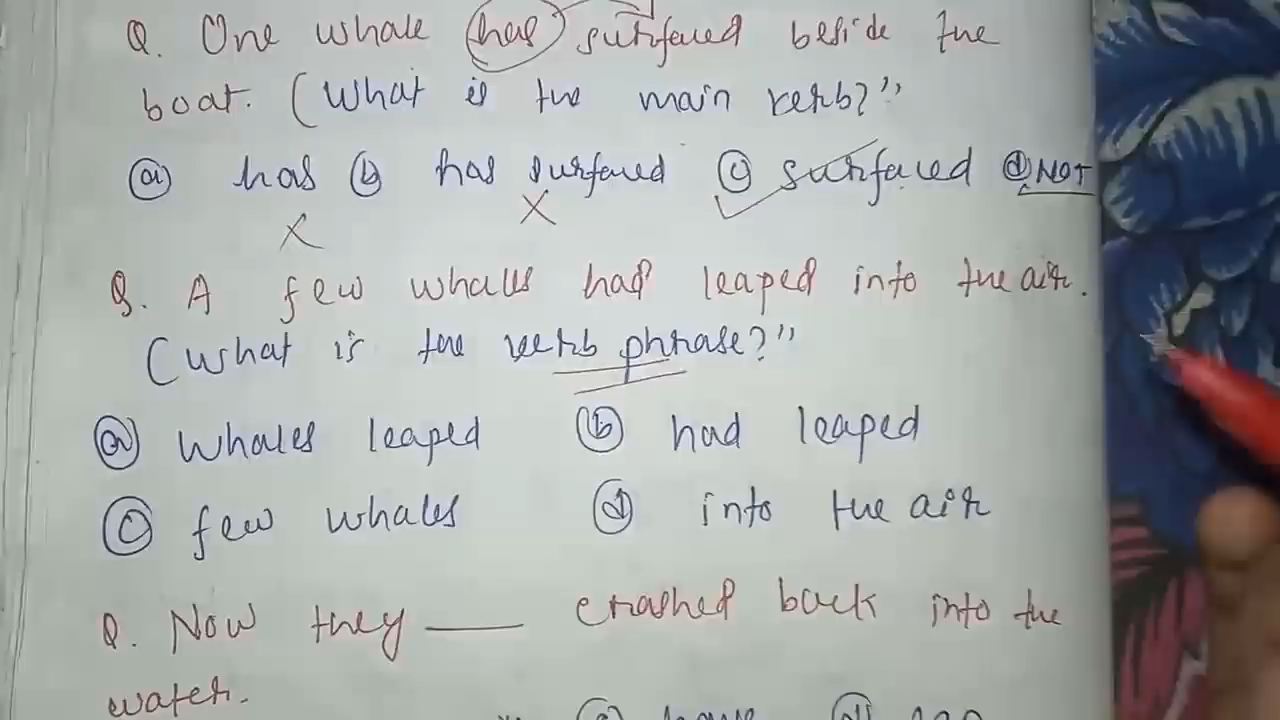 Q. One whale has surfaced beside the
boat. (What is the main verb?"
(a) has (b) has surfaced (c) surfaced (d) NOT
Q. A few whales had leaped into the air.
(What is the verb phrase?"
(a) whales leaped (b) had leaped
(c) few whales (d) into the air
Q. Now they ___ crashed back into the
water.